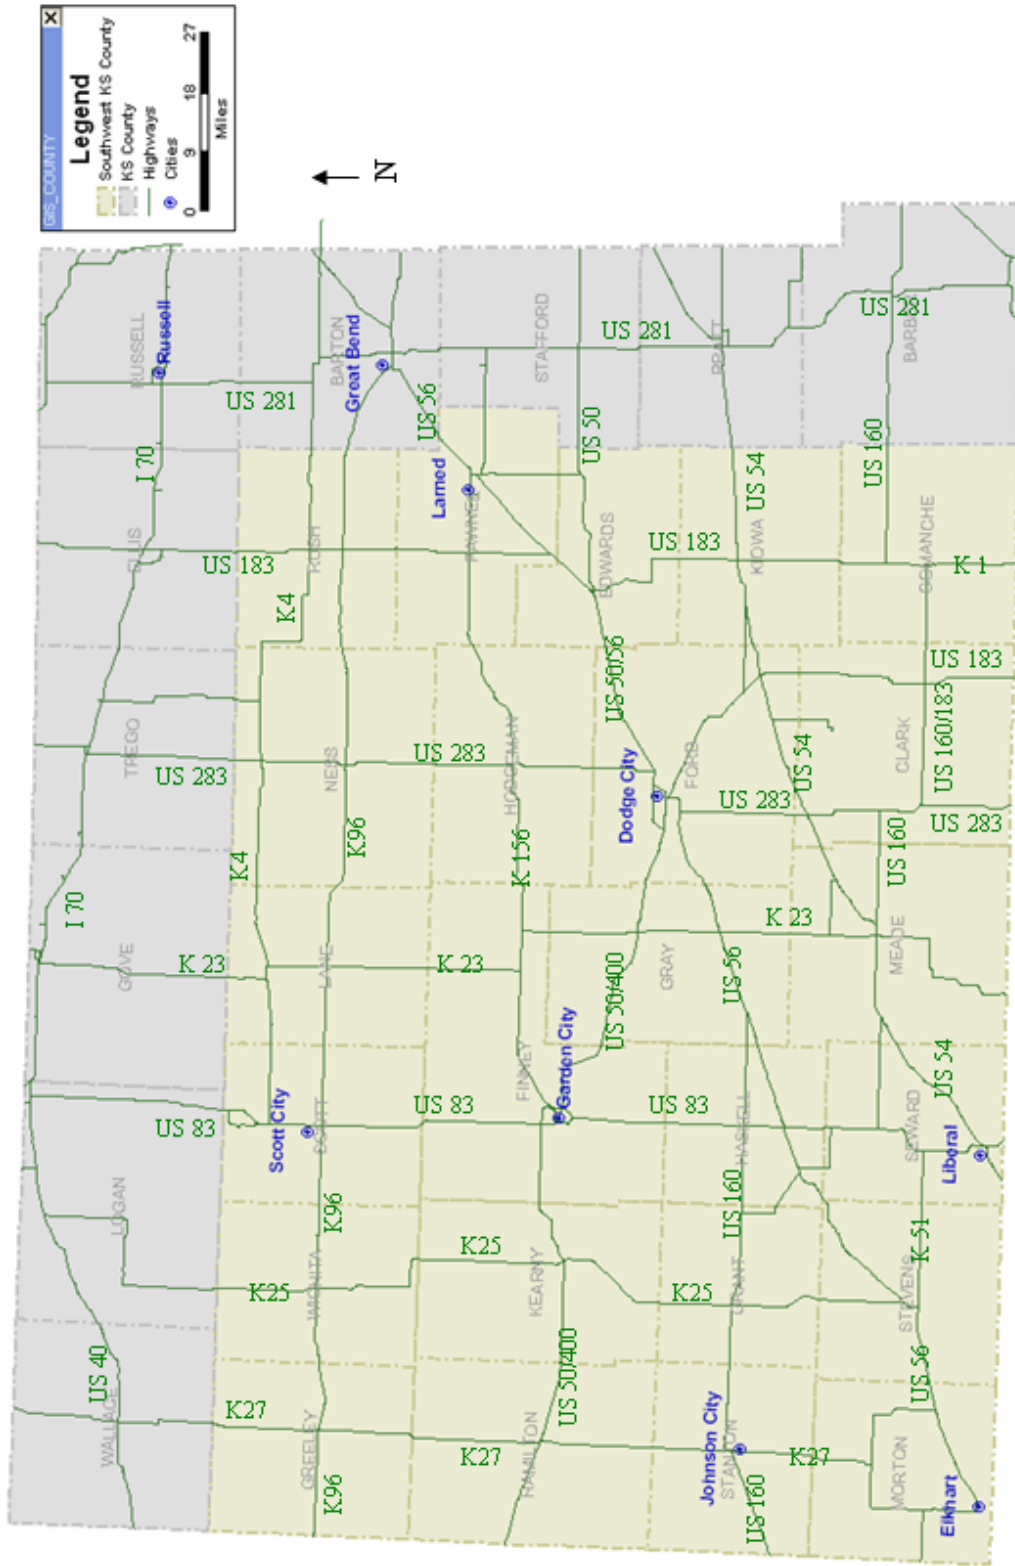 GIS_COUNTY
Legend
Southwest KS County
KS County
Highways
Cities
0 9 18 27
Miles
N
WALLACE
US 40
LOGAN
GOVE
I 70
TREGO
ELLIS
I 70
RUSSELL
Russell
K27
K25
US 83
K 23
US 283
US 183
US 281
K4
K4
Scott City
GREELEY
K96
WICHITA
K96
SCOTT
LANE
NESS
K96
RUSH
BARTON
Great Bend
K27
K25
US 83
K 23
US 283
Larned
US 56
HAMILTON
US 50/400
KEARNY
FINNEY
Garden City
K 156
HODGEMAN
PAWNEE
STAFFORD
US 50
EDWARDS
US 50/56
US 50/400
Dodge City
US 281
US 183
Johnson City
STANTON
US 160
K27
GRANT
K25
US 160
HASKELL
US 83
GRAY
US 56
K 23
FORD
US 283
US 54
KIOWA
US 54
PRATT
US 281
MORTON
Elkhart
US 56
STEVENS
K 51
SEWARD
Liberal
US 54
MEADE
US 160
CLARK
US 283
US 160/183
US 183
COMANCHE
K 1
US 160
BARBE